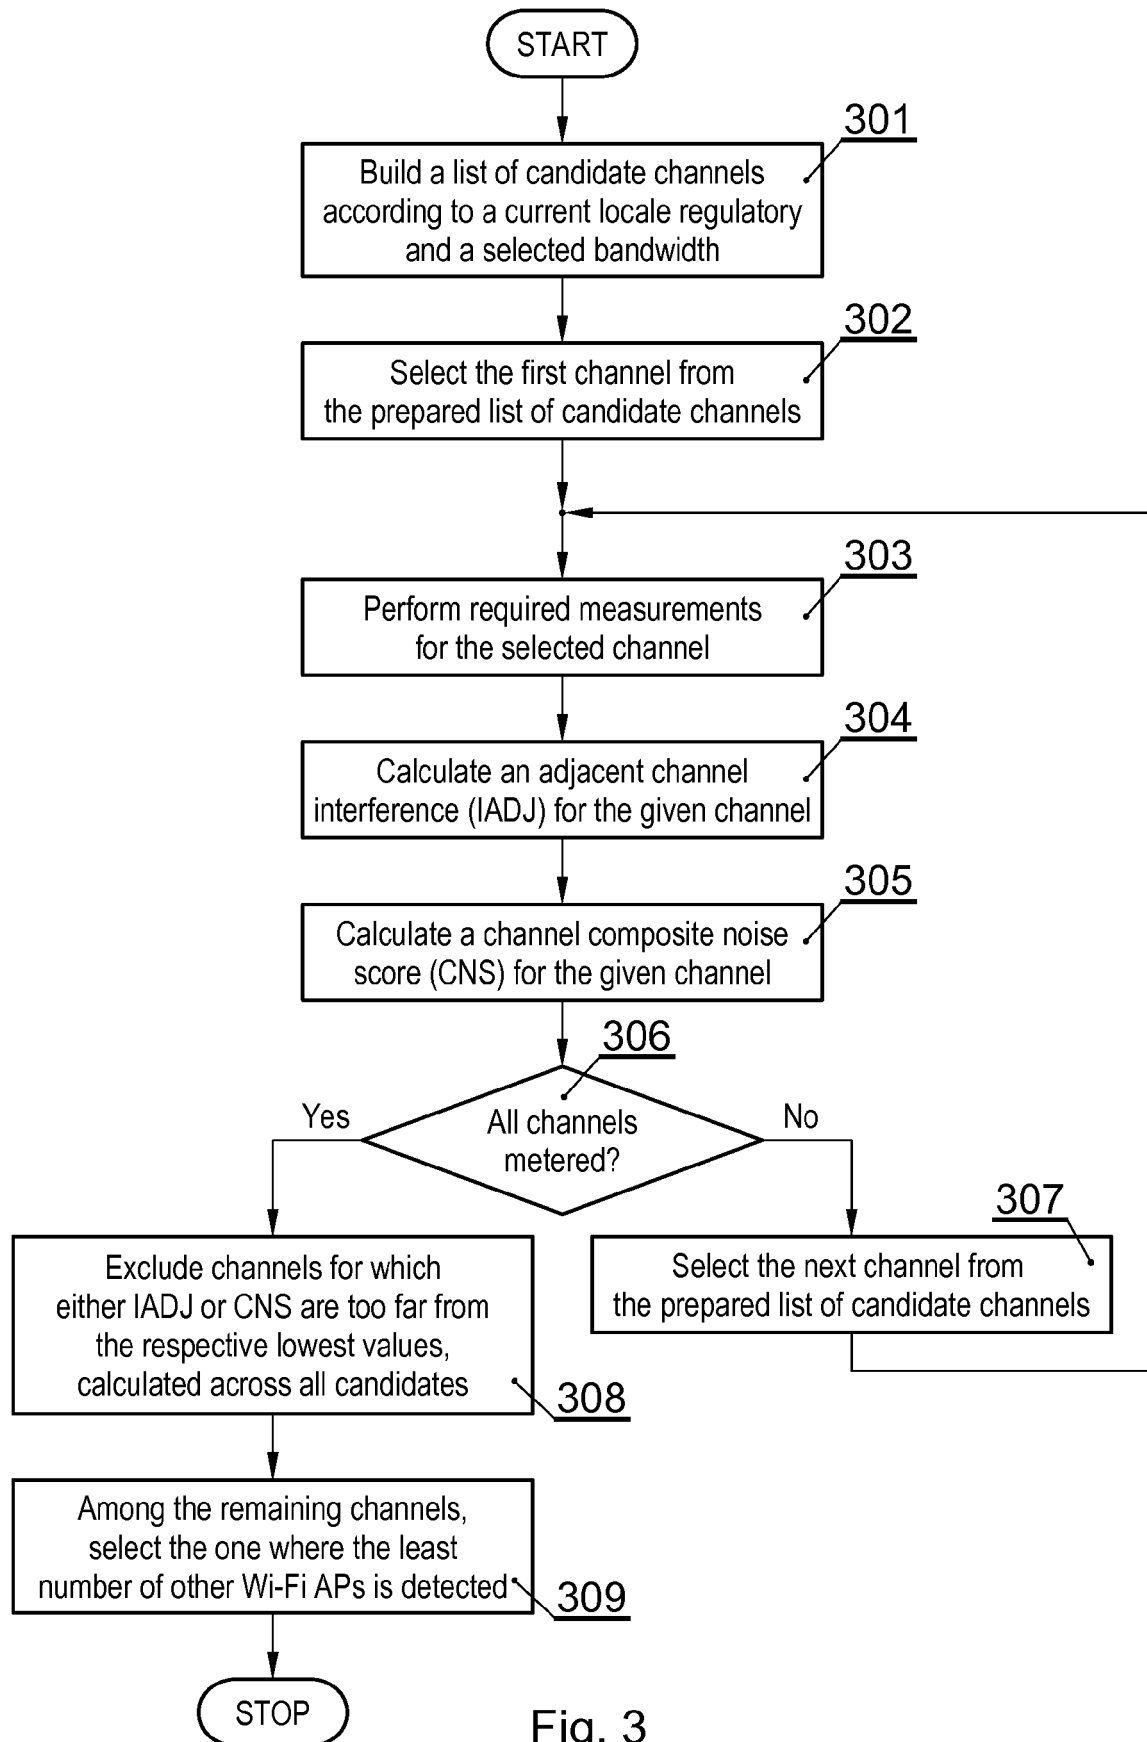 START
301
Build a list of candidate channels
according to a current locale regulatory
and a selected bandwidth
302
Select the first channel from
the prepared list of candidate channels
303
Perform required measurements
for the selected channel
304
Calculate an adjacent channel
interference (IADJ) for the given channel
305
Calculate a channel composite noise
score (CNS) for the given channel
306
All channels
metered?
Yes
No
307
Select the next channel from
the prepared list of candidate channels
Exclude channels for which
either IADJ or CNS are too far from
the respective lowest values,
calculated across all candidates
308
Among the remaining channels,
select the one where the least
number of other Wi-Fi APs is detected
309
STOP
Fig. 3